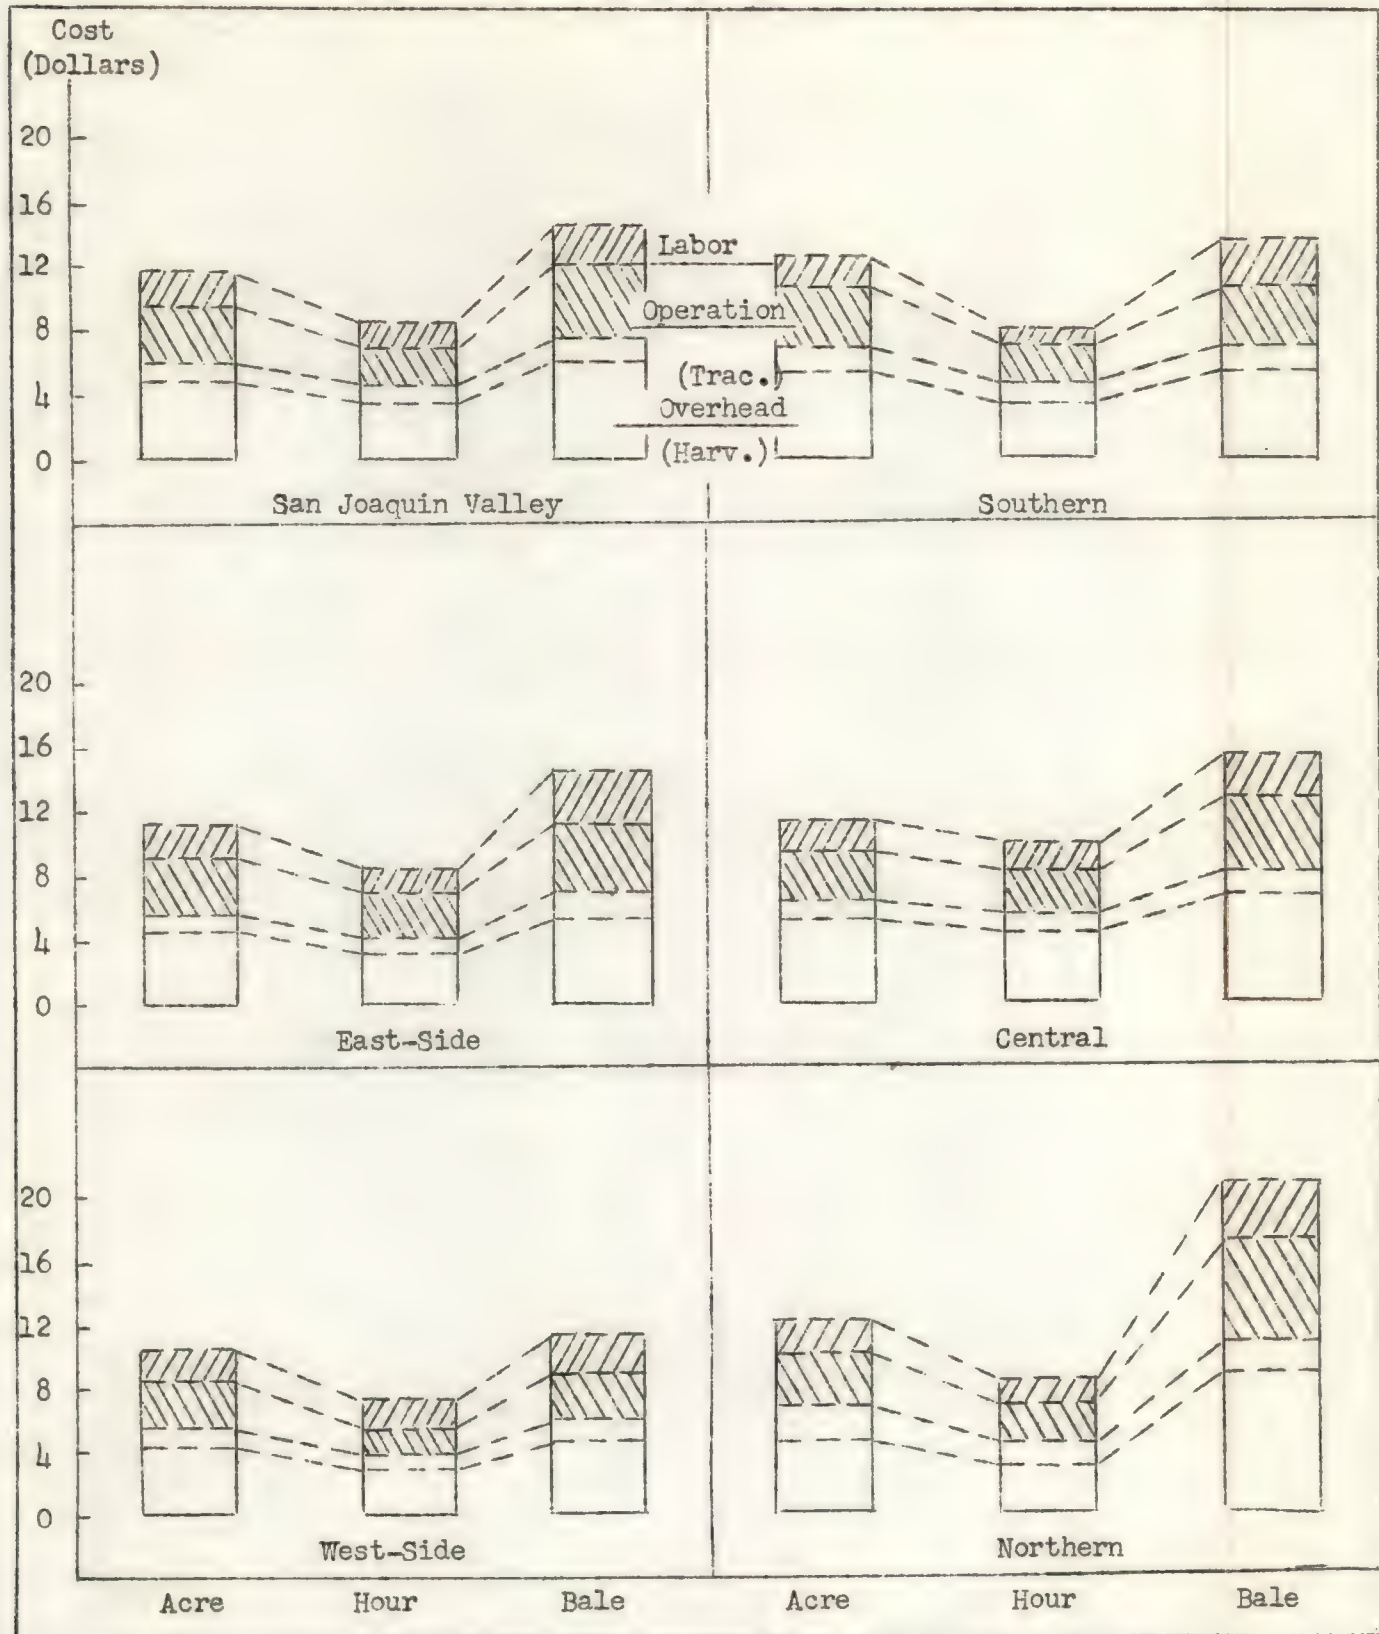 Cost
(Dollars)
20
16
12
8
4
0
Labor
Operation
(Trac.)
Overhead
(Harv.)
San Joaquin Valley
Southern
20
16
12
8
4
0
East-Side
Central
20
16
12
8
4
0
West-Side
Northern
Acre
Hour
Bale
Acre
Hour
Bale